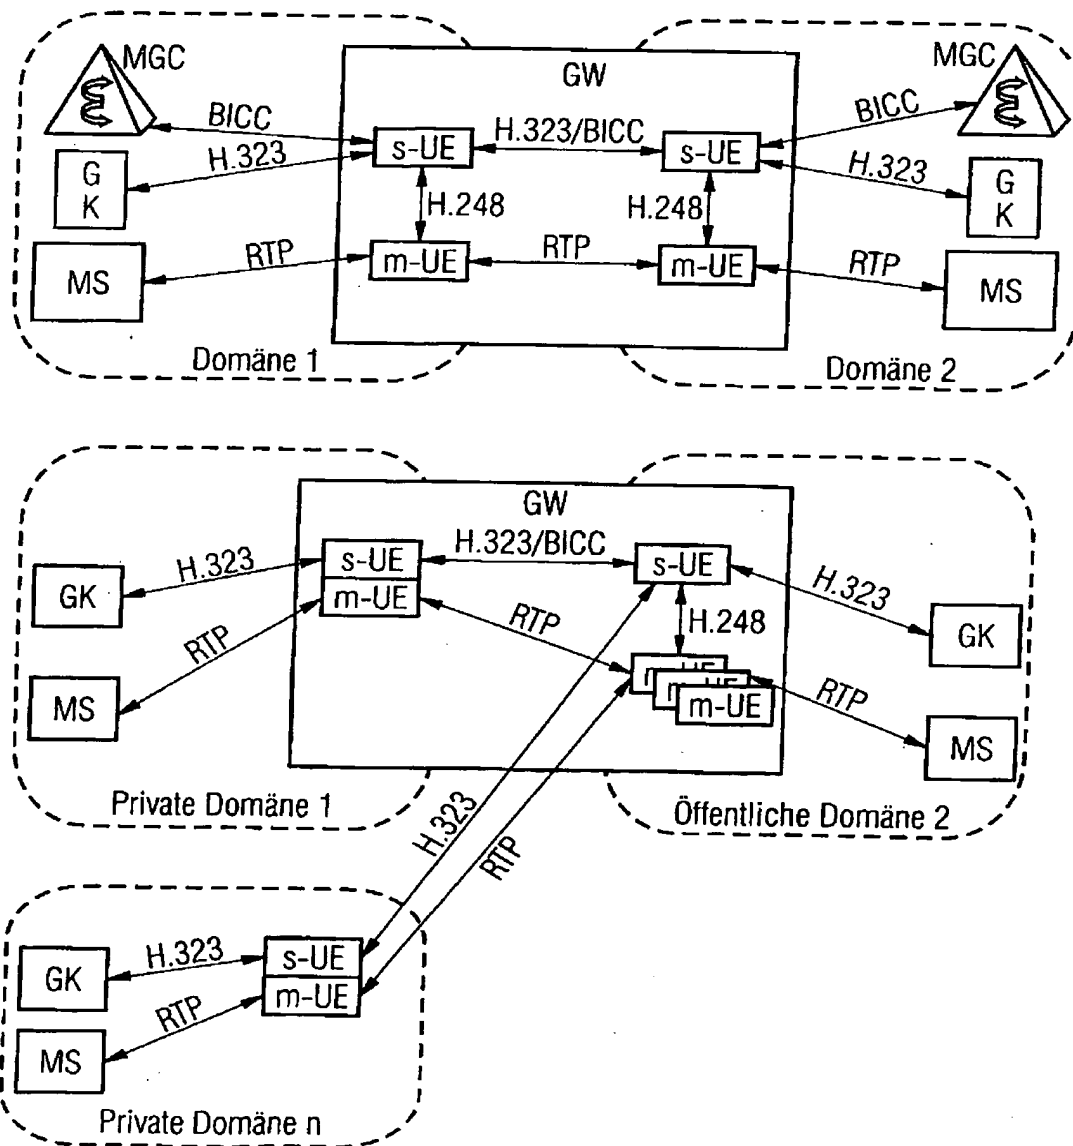 MGC
GW
MGC
BICC
BICC
H.323/BICC
s-UE
s-UE
H.323
H.323
G
K
G
K
H.248
H.248
RTP
m-UE
RTP
m-UE
RTP
MS
MS
Domäne 1
Domäne 2
GW
H.323/BICC
H.323
s-UE
s-UE
H.323
GK
m-UE
RTP
H.248
GK
RTP
m-UE
RTP
MS
MS
Private Domäne 1
Öffentliche Domäne 2
H.323
RTP
GK
H.323
s-UE
m-UE
RTP
MS
Private Domäne n